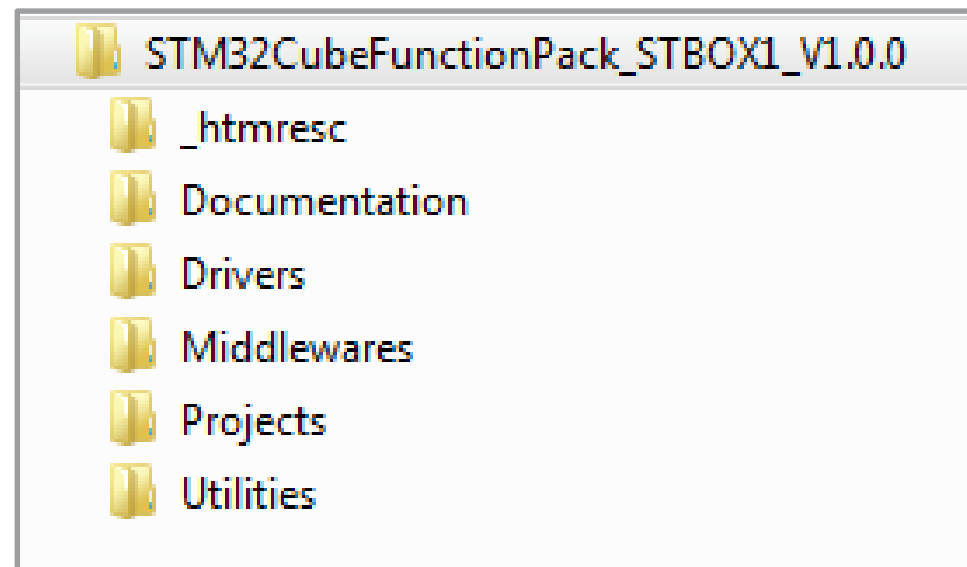 STM32CubeFunctionPack_STBOX1_V1.0.0
_htmresc
Documentation
Drivers
Middlewares
Projects
Utilities